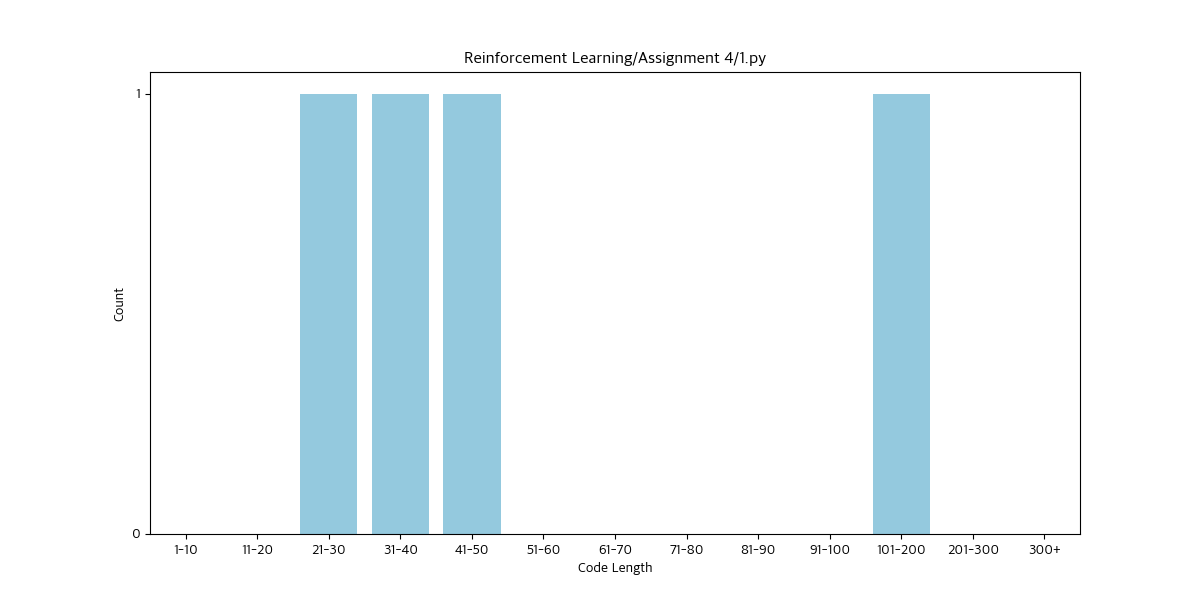 Reinforcement Learning/Assignment 4/1.py
1
Count
0
1-10 11-20 21-30 31-40 41-50 51-60 61-70 71-80 81-90 91-100 101-200 201-300 300+
Code Length